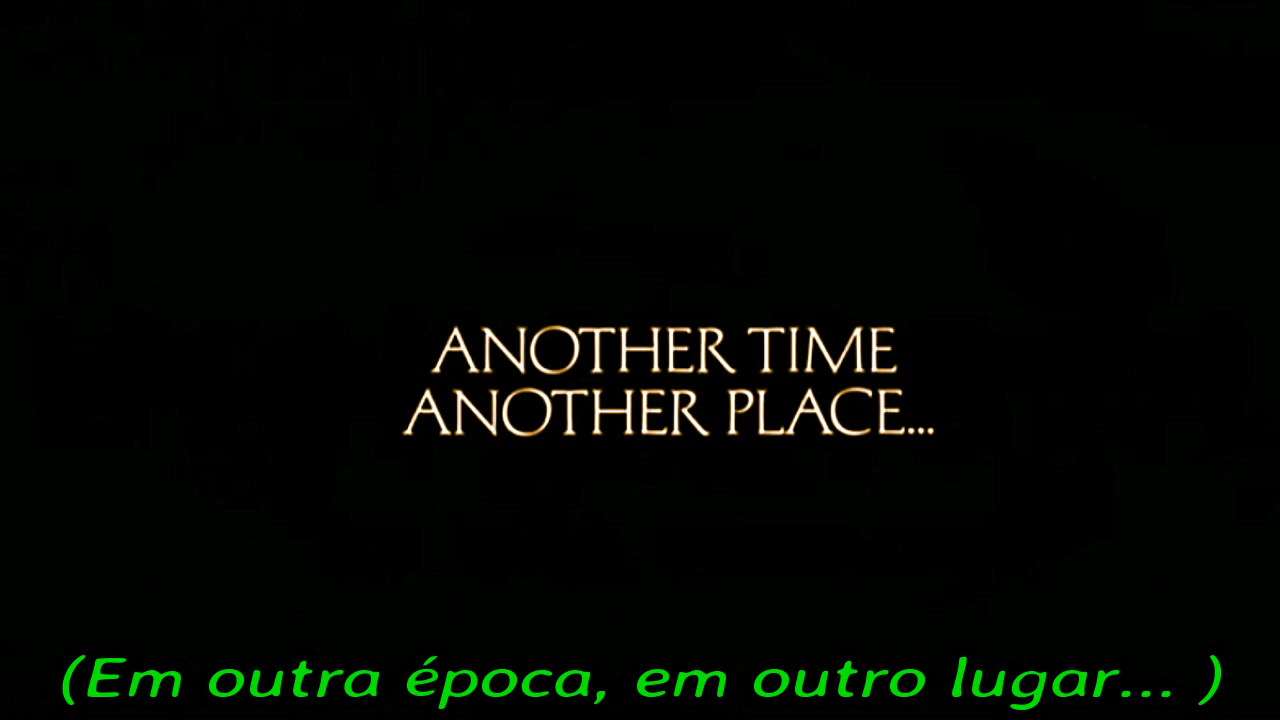 ANOTHER TIME
ANOTHER PLACE...
(Em outra época, em outro lugar... )